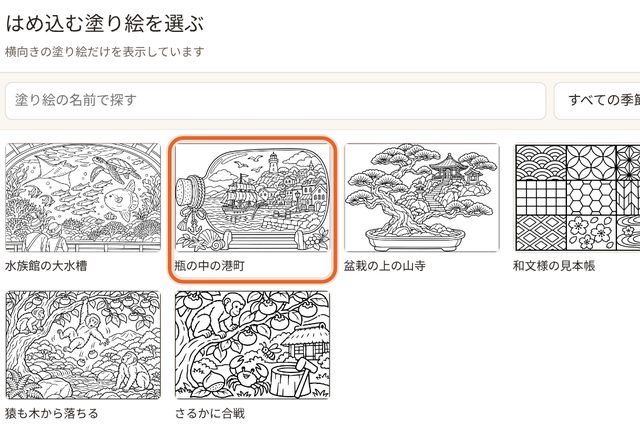 はめ込む塗り絵を選ぶ
横向きの塗り絵だけを表示しています
塗り絵の名前で探す
すべての季節
水族館の大水槽
瓶の中の港町
盆栽の上の山寺
和文様の見本帳
猿も木から落ちる
さるかに合戦